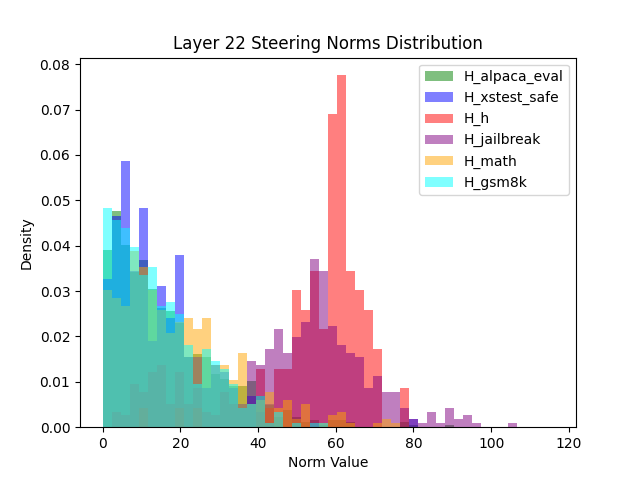 Layer 22 Steering Norms Distribution
0.08
0.07
0.06
0.05
0.04
0.03
0.02
0.01
0.00
Density
H_alpaca_eval
H_xstest_safe
H_h
H_jailbreak
H_math
H_gsm8k
0 20 40 60 80 100 120
Norm Value